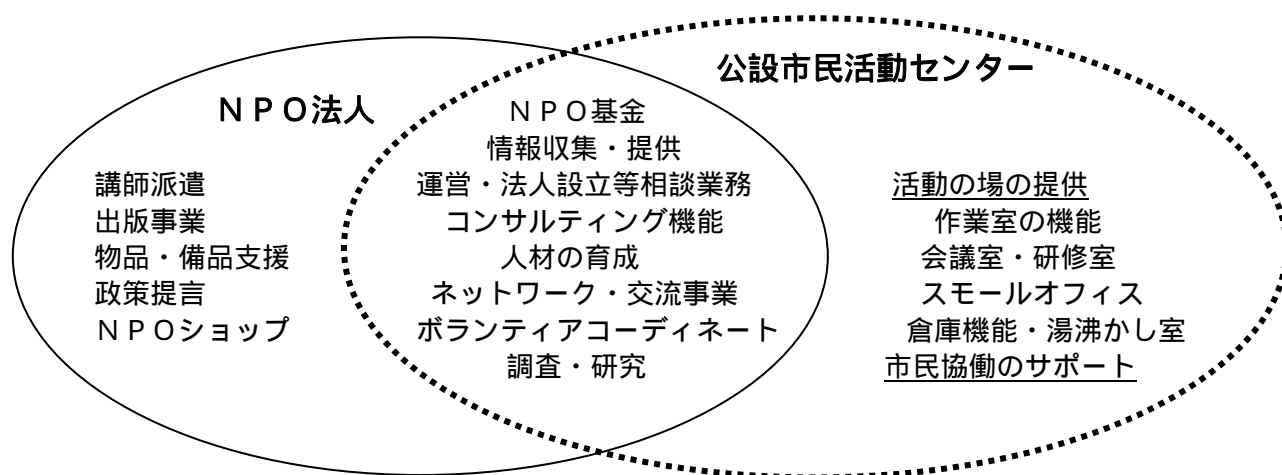 公設市民活動センター
ＮＰＯ法人
講師派遣
出版事業
物品・備品支援
政策提言
ＮＰＯショップ
ＮＰＯ基金
情報収集・提供
運営・法人設立等相談業務
コンサルティング機能
人材の育成
ネットワーク・交流事業
ボランティアコーディネート
調査・研究
活動の場の提供
作業室の機能
会議室・研修室
スモールオフィス
倉庫機能・湯沸かし室
市民協働のサポート